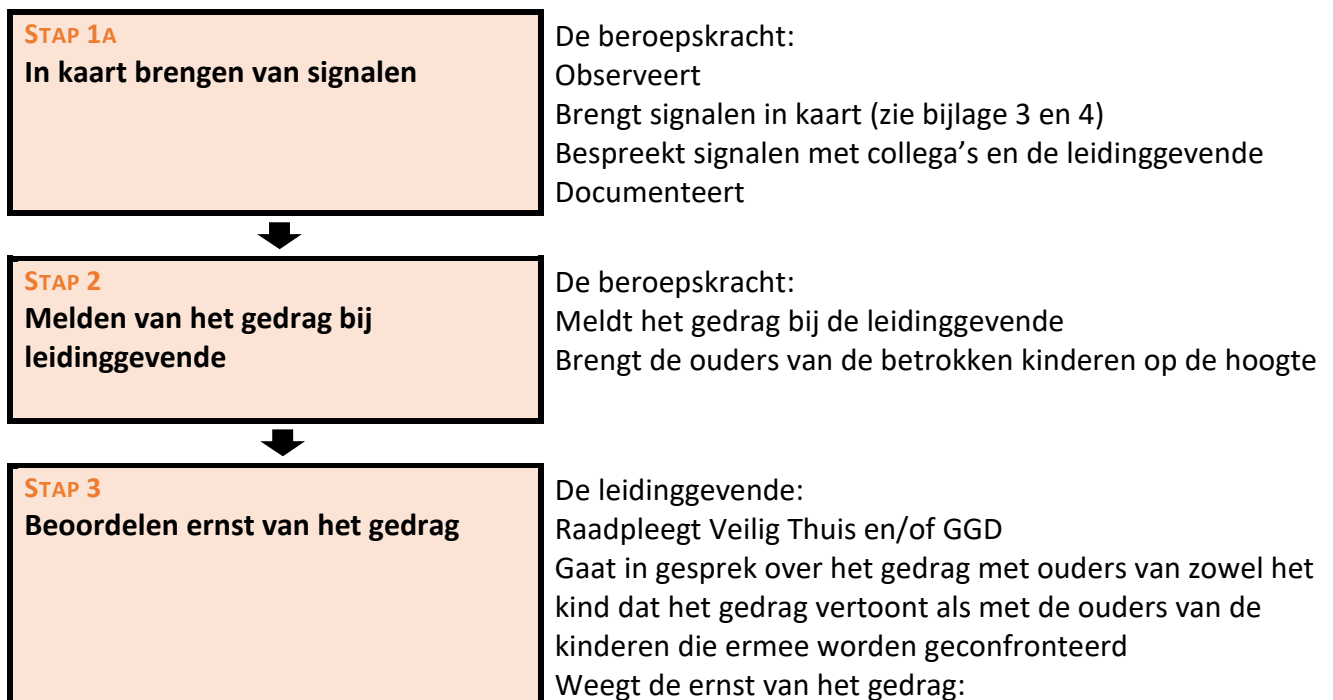 STAP 1A
In kaart brengen van signalen
De beroepskracht:
Observeert
Brengt signalen in kaart (zie bijlage 3 en 4)
Bespreekt signalen met collega’s en de leidinggevende
Documenteert
STAP 2
Melden van het gedrag bij
leidinggevende
De beroepskracht:
Meldt het gedrag bij de leidinggevende
Brengt de ouders van de betrokken kinderen op de hoogte
STAP 3
Beoordelen ernst van het gedrag
De leidinggevende:
Raadpleegt Veilig Thuis en/of GGD
Gaat in gesprek over het gedrag met ouders van zowel het
kind dat het gedrag vertoont als met de ouders van de
kinderen die ermee worden geconfronteerd
Weegt de ernst van het gedrag: